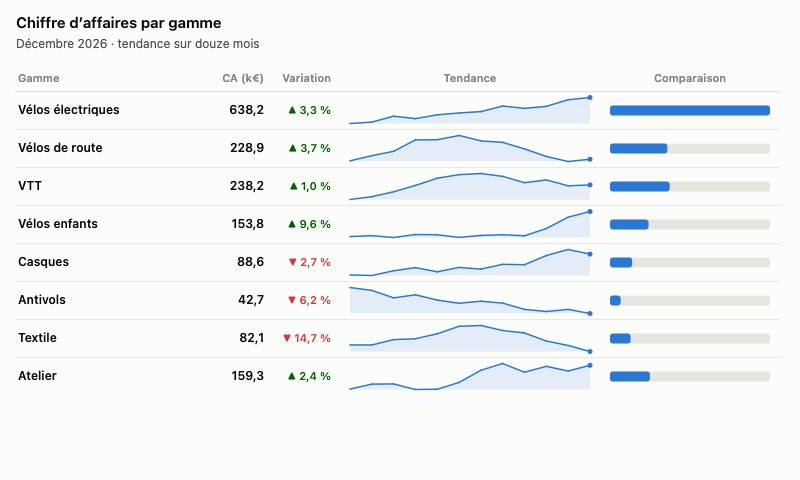 Chiffre d’affaires par gamme
Décembre 2026 · tendance sur douze mois
Gamme CA (k€) Variation Tendance Comparaison
Vélos électriques 638,2 ▲ 3,3 %
Vélos de route 228,9 ▲ 3,7 %
VTT 238,2 ▲ 1,0 %
Vélos enfants 153,8 ▲ 9,6 %
Casques 88,6 ▼ 2,7 %
Antivols 42,7 ▼ 6,2 %
Textile 82,1 ▼ 14,7 %
Atelier 159,3 ▲ 2,4 %